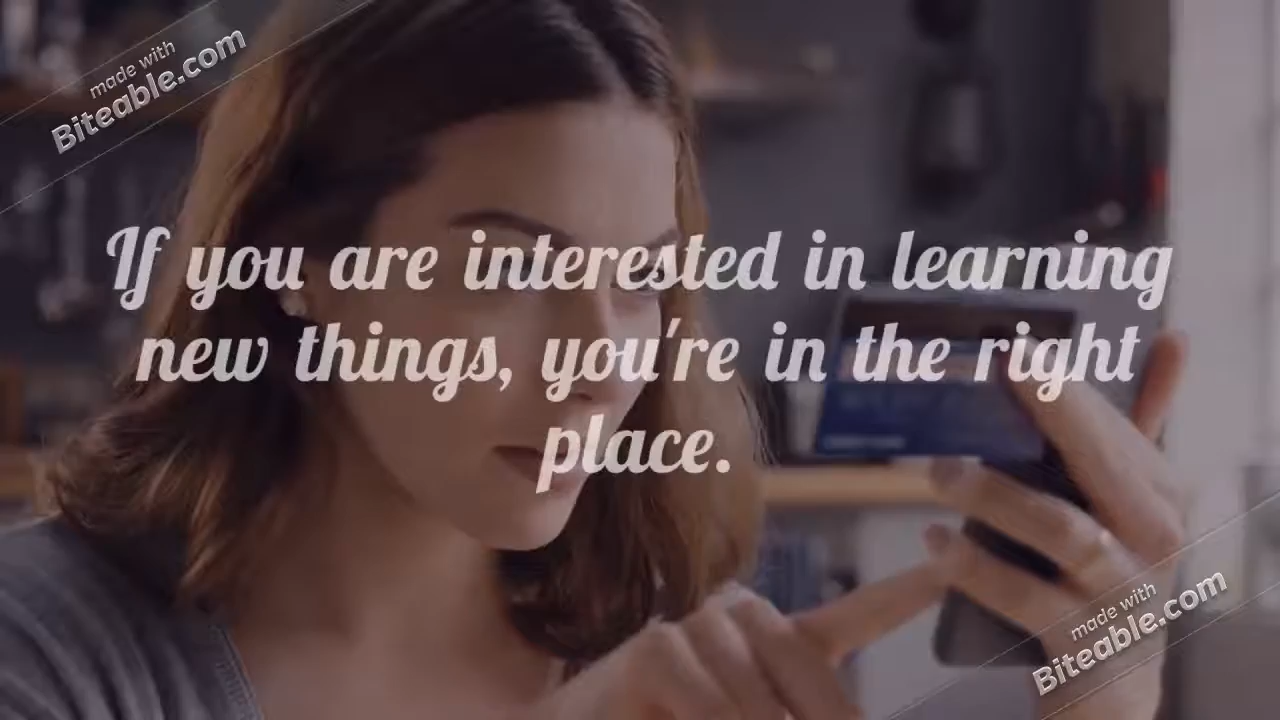 made with
Biteable.com
If you are interested in learning
new things, you're in the right
place.
made with
Biteable.com